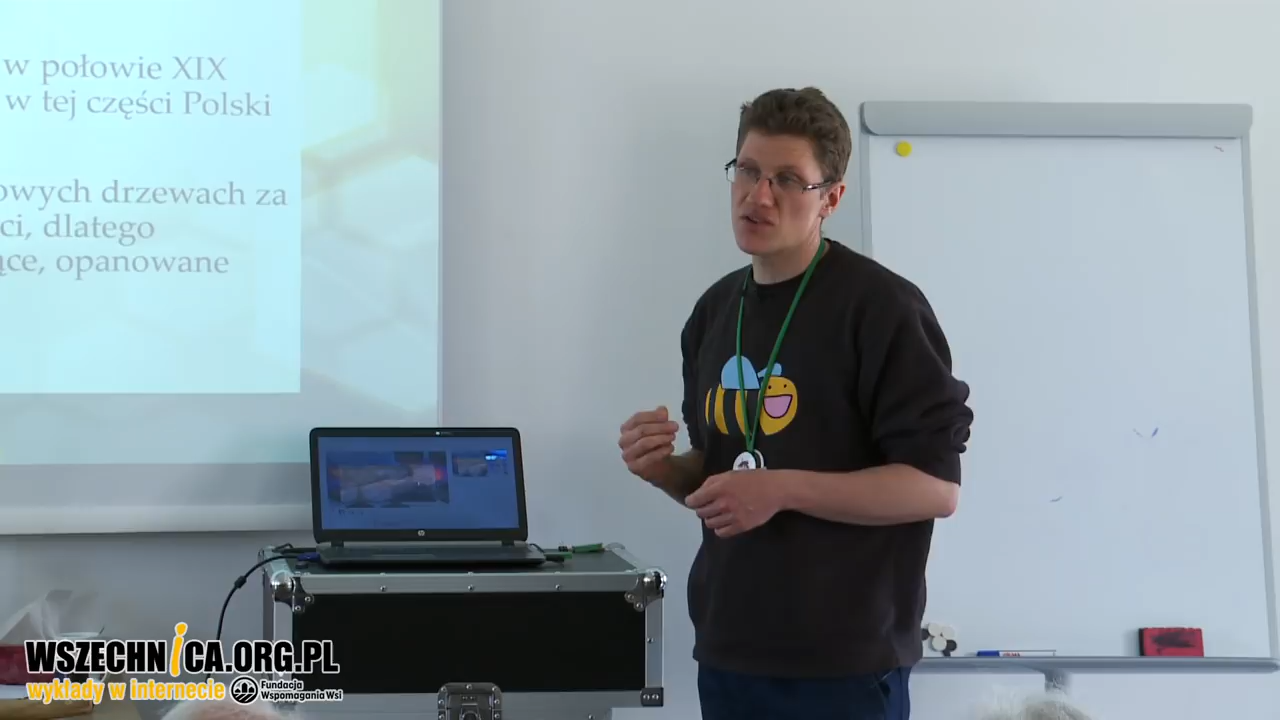 w połowie XIX
w tej części Polski
owych drzewach za
ci, dlatego
ące, opanowane
hp
WSZECHNICA.ORG.PL
wykłady w internecie
Fundacja
Wspomagania Wsi